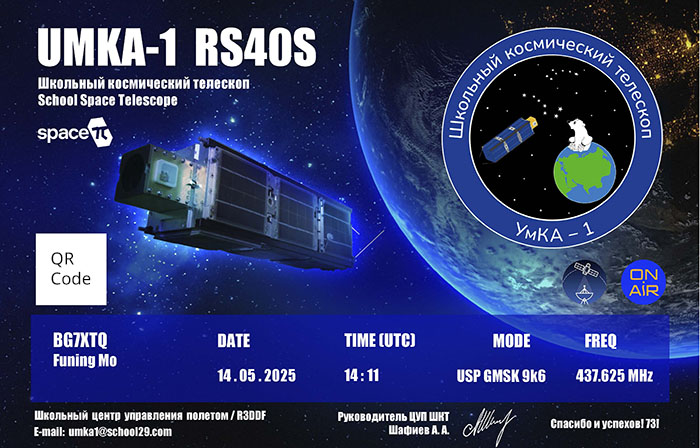 UMKA-1 RS40S
Школьный космический телескоп
School Space Telescope
space π
Школьный космический телескоп
УмКА – 1
QR
Code
ON
AiR
BG7XTQ DATE TIME (UTC) MODE FREQ
Funing Mo 14 . 05 . 2025 14 : 11 USP GMSK 9k6 437.625 MHz
Школьный центр управления полетом / R3DDF
E-mail: umka1@school29.com
Руководитель ЦУП ШКТ
Шафиев А. А.
Спасибо и успехов! 73!